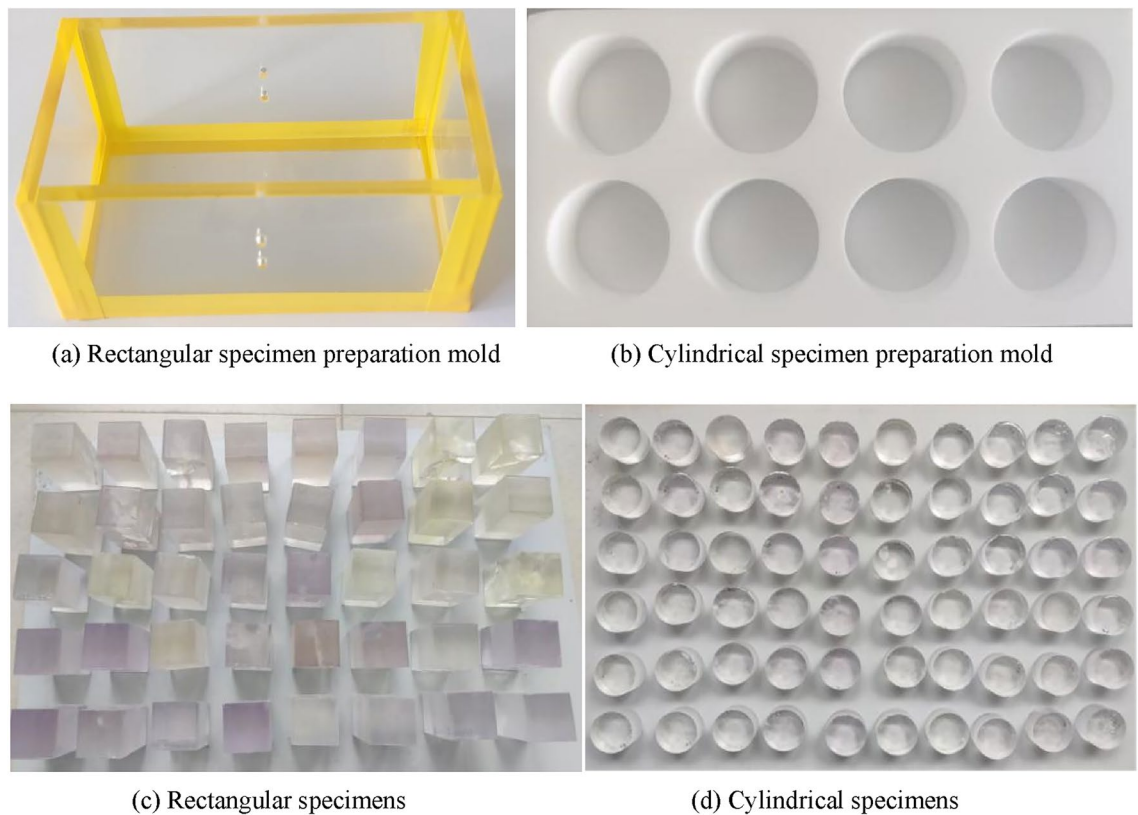 (a) Rectangular specimen preparation mold
(b) Cylindrical specimen preparation mold
(c) Rectangular specimens
(d) Cylindrical specimens